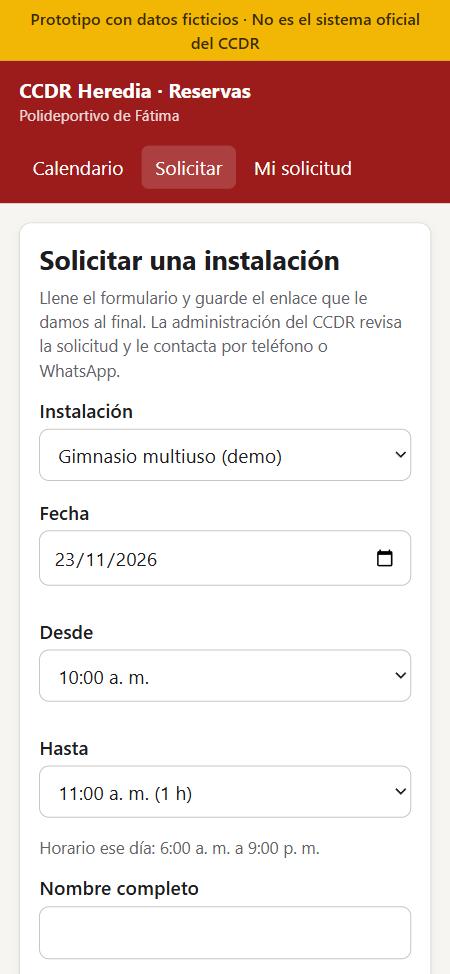 Prototipo con datos ficticios · No es el sistema oficial
del CCDR
CCDR Heredia · Reservas
Polideportivo de Fátima
Calendario
Solicitar
Mi solicitud
Solicitar una instalación
Llene el formulario y guarde el enlace que le
damos al final. La administración del CCDR revisa
la solicitud y le contacta por teléfono o
WhatsApp.
Instalación
Gimnasio multiuso (demo)
Fecha
23/11/2026
Desde
10:00 a. m.
Hasta
11:00 a. m. (1 h)
Horario ese día: 6:00 a. m. a 9:00 p. m.
Nombre completo